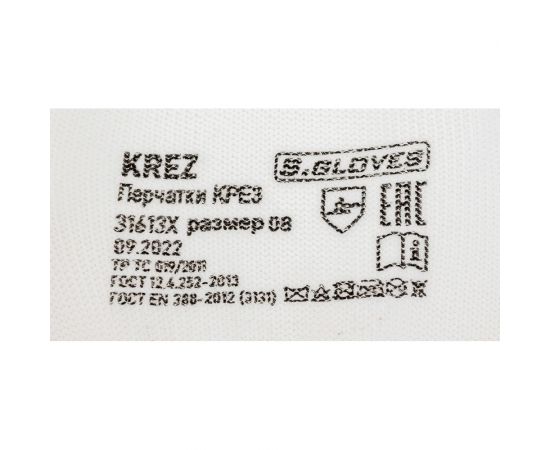 KREZ
Перчатки КРЕЗ
31613X размер 08
09.2022
ТР ТС 019/2011
ГОСТ 12.4.252-2013
ГОСТ EN 388-2012 (3131)
S.GLOVES
EAC
i